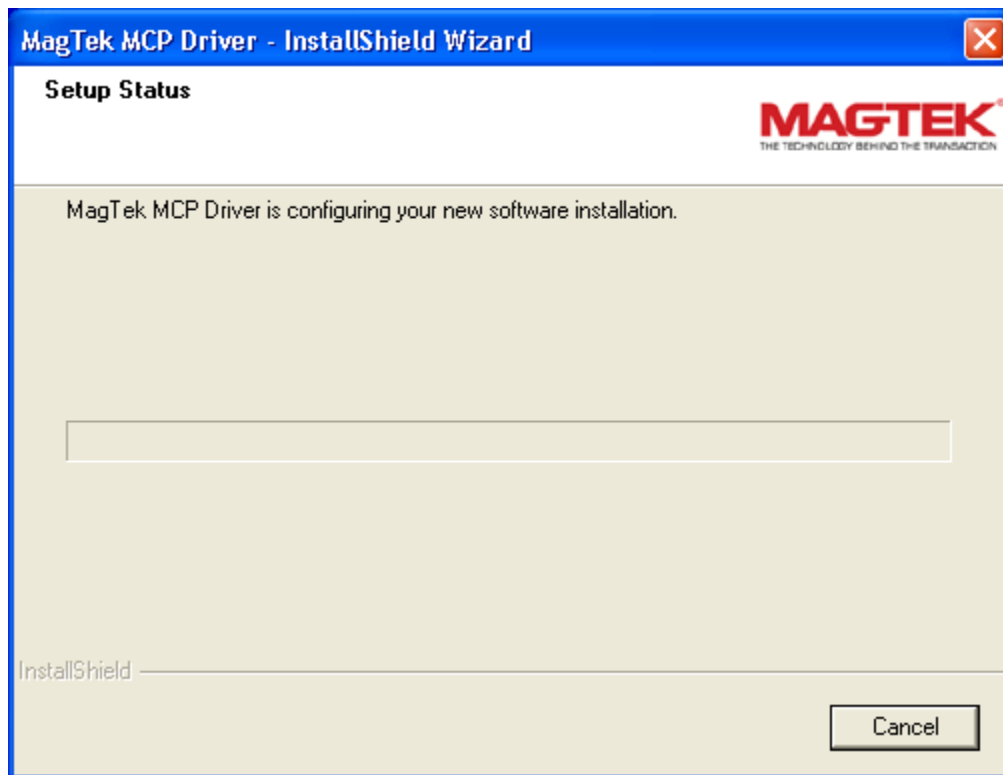 MagTek MCP Driver - InstallShield Wizard
Setup Status
MAGTEK®
THE TECHNOLOGY BEHIND THE TRANSACTION
MagTek MCP Driver is configuring your new software installation.
InstallShield
Cancel